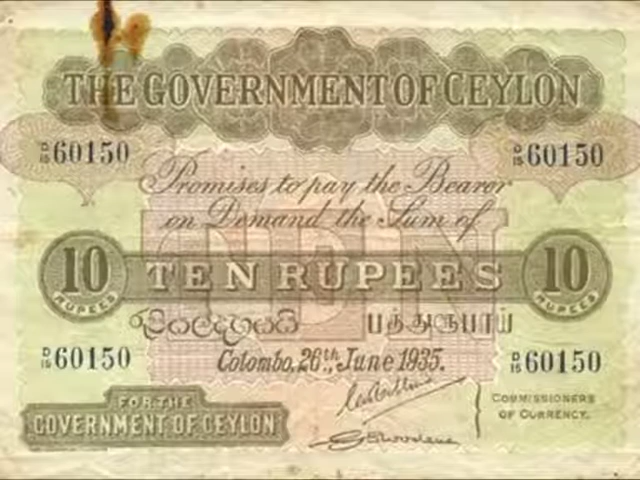 THE GOVERNMENT OF CEYLON
D/15 60150 D/15 60150
Promises to pay the Bearer
on Demand the Sum of
10 RUPEES TEN RUPEES 10 RUPEES
රුපියල් දහයයි பத்துரூபாய்
D/15 60150 Colombo, 26th June 1935. D/15 60150
FOR THE
GOVERNMENT OF CEYLON
COMMISSIONERS
OF CURRENCY.